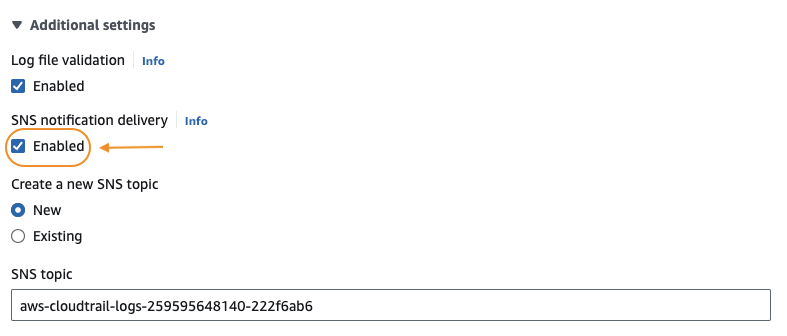 Additional settings
Log file validation Info
Enabled
SNS notification delivery Info
Enabled
Create a new SNS topic
New
Existing
SNS topic
aws-cloudtrail-logs-259595648140-222f6ab6